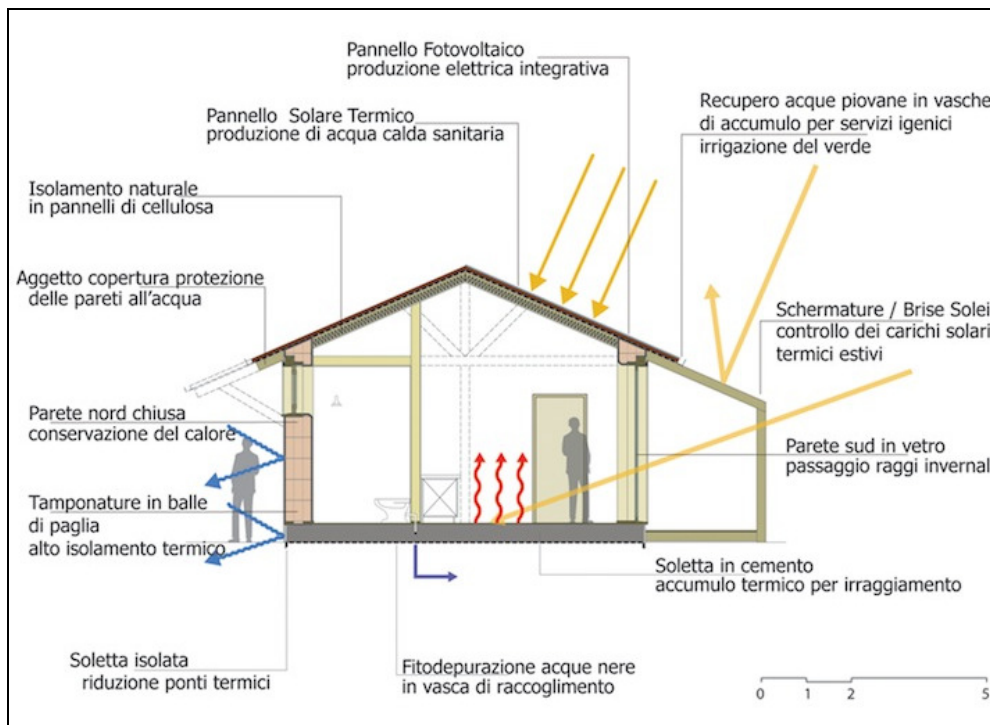 Pannello Fotovoltaico
produzione elettrica integrativa
Pannello Solare Termico
produzione di acqua calda sanitaria
Recupero acque piovane in vasche
di accumulo per servizi igenici
irrigazione del verde
Isolamento naturale
in pannelli di cellulosa
Aggetto copertura protezione
delle pareti all'acqua
Schermature / Brise Solei
controllo dei carichi solari
termici estivi
Parete nord chiusa
conservazione del calore
Parete sud in vetro
passaggio raggi invernal
Tamponature in balle
di paglia
alto isolamento termico
Soletta in cemento
accumulo termico per irraggiamento
Soletta isolata
riduzione ponti termici
Fitodepurazione acque nere
in vasca di raccoglimento
0 1 2 5